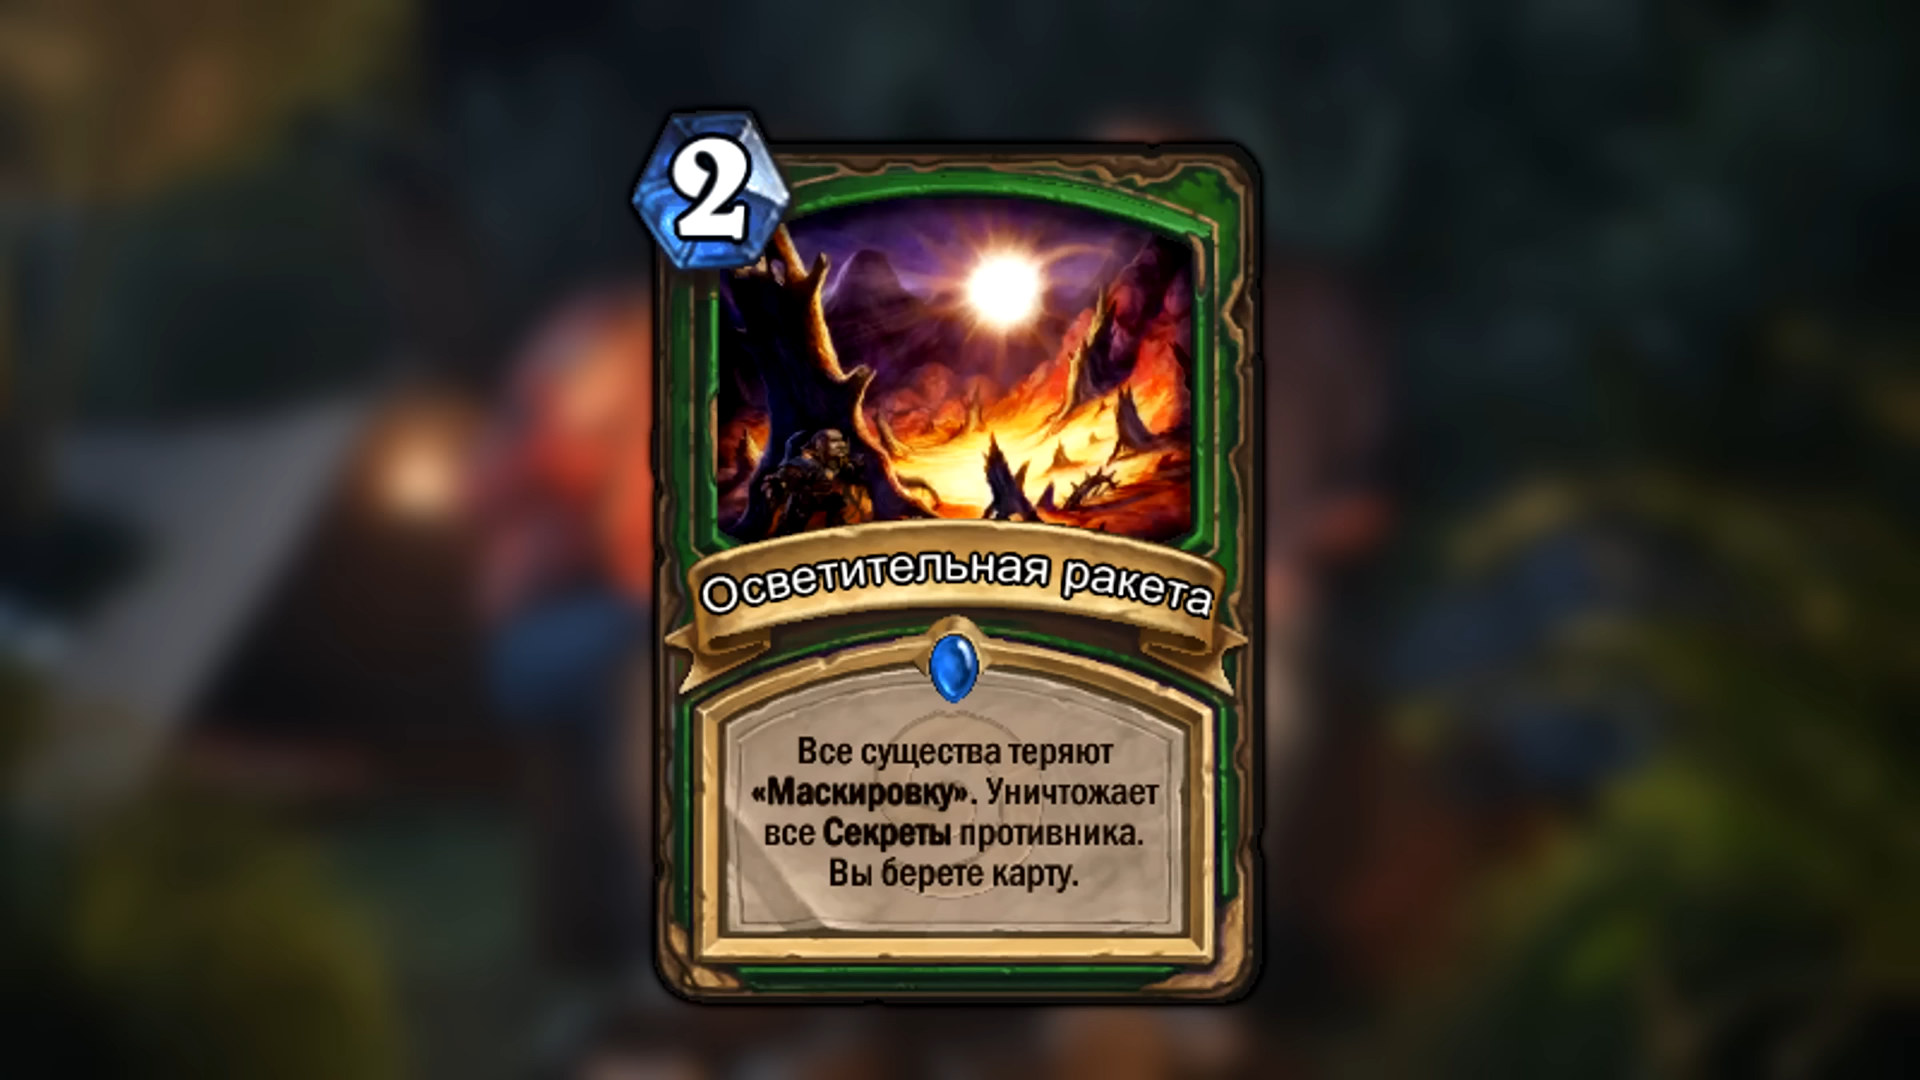 2
Осветительная ракета
Все существа теряют
«Маскировку». Уничтожает
все Секреты противника.
Вы берете карту.